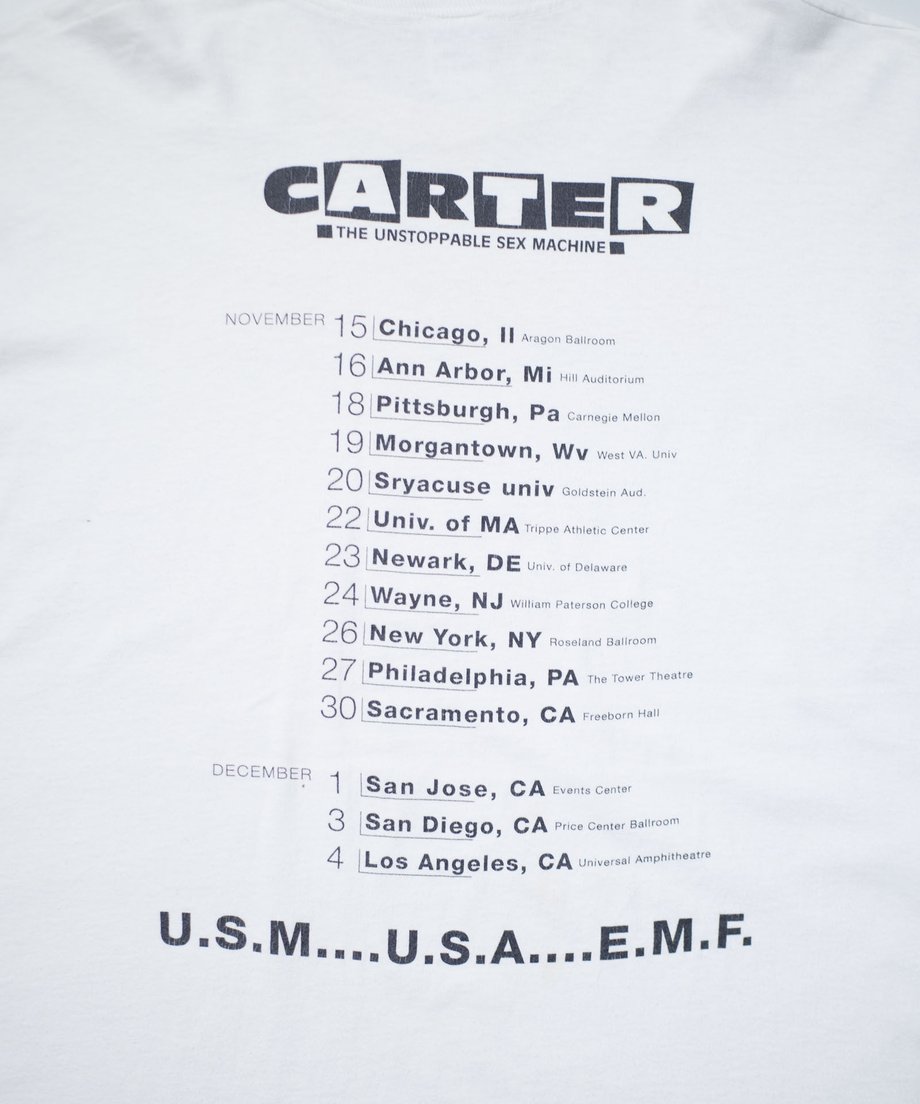 CARTER
THE UNSTOPPABLE SEX MACHINE
NOVEMBER 15 Chicago, Il Aragon Ballroom
16 Ann Arbor, Mi Hill Auditorium
18 Pittsburgh, Pa Carnegie Mellon
19 Morgantown, Wv West VA. Univ
20 Sryacuse univ Goldstein Aud.
22 Univ. of MA Trippe Athletic Center
23 Newark, DE Univ. of Delaware
24 Wayne, NJ William Paterson College
26 New York, NY Roseland Ballroom
27 Philadelphia, PA The Tower Theatre
30 Sacramento, CA Freeborn Hall
DECEMBER 1 San Jose, CA Events Center
3 San Diego, CA Price Center Ballroom
4 Los Angeles, CA Universal Amphitheatre
U.S.M....U.S.A....E.M.F.